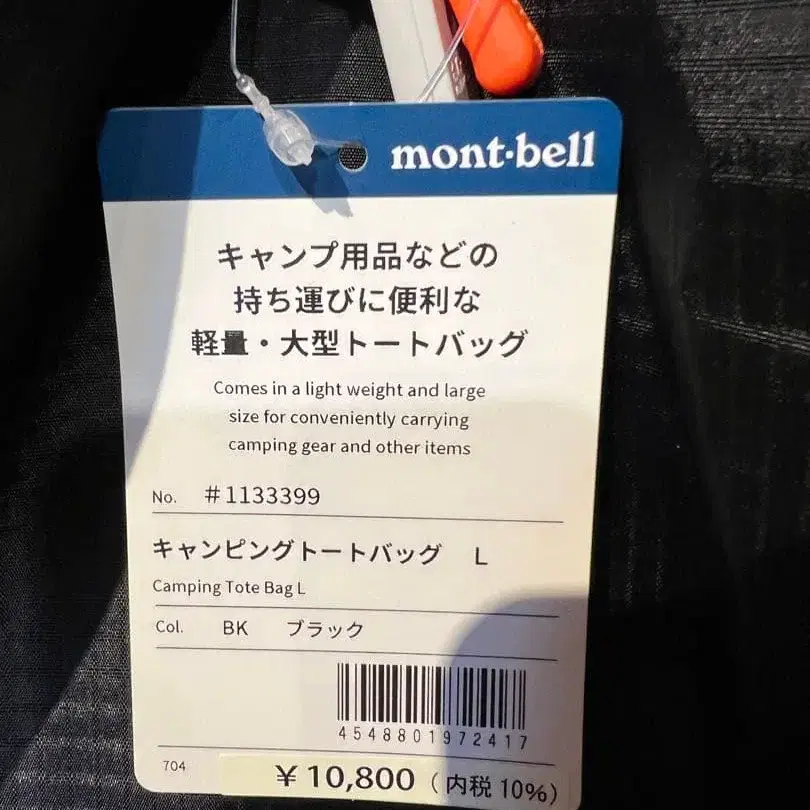 mont·bell
キャンプ用品などの
持ち運びに便利な
軽量・大型トートバッグ
Comes in a light weight and large
size for conveniently carrying
camping gear and other items
No. #1133399
キャンピングトートバッグ L
Camping Tote Bag L
Col. BK ブラック
4548801972417
704
¥10,800(内税10%)